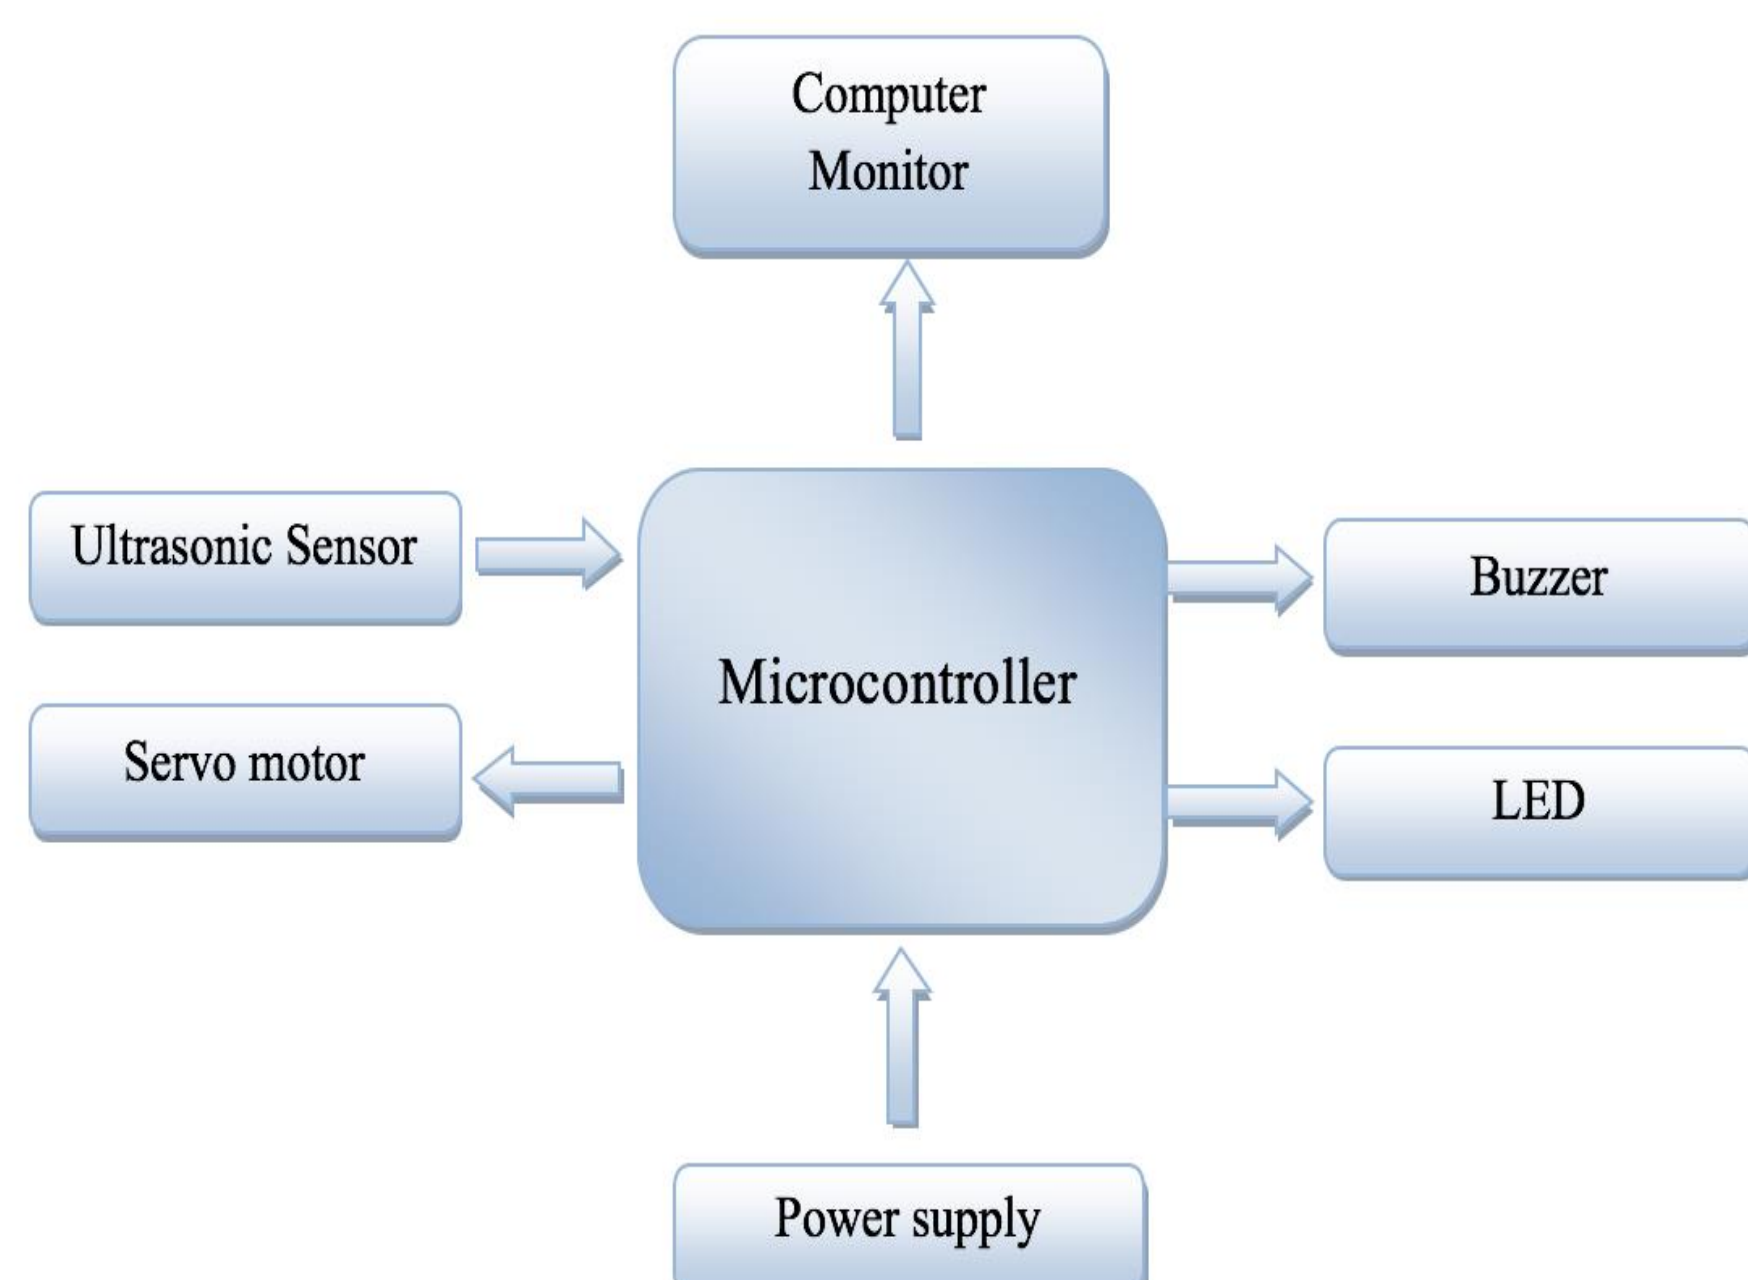 Computer
Monitor
Ultrasonic Sensor
Buzzer
Microcontroller
Servo motor
LED
Power supply